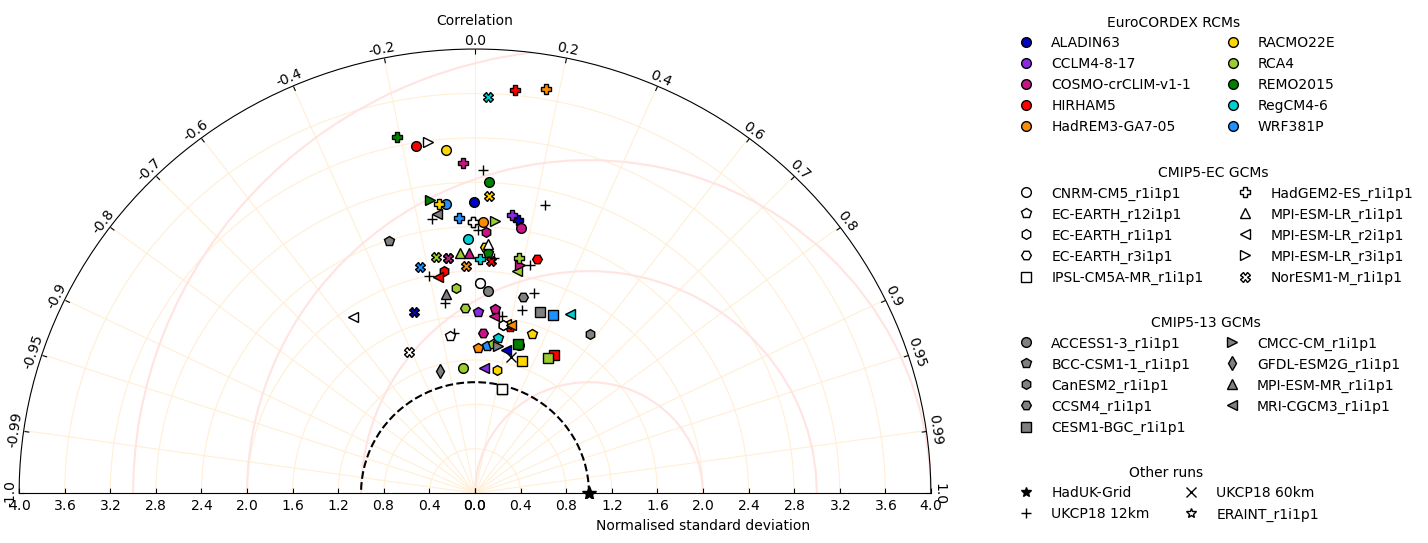 Correlation
-0.2
0.0
0.2
-0.4
0.4
-0.6
0.6
-0.7
0.7
-0.8
0.8
-0.9
0.9
-0.95
0.95
-0.99
0.99
-1.0
1.0
4.0 3.6 3.2 2.8 2.4 2.0 1.6 1.2 0.8 0.4 0.0 0.0 0.4 0.8 1.2 1.6 2.0 2.4 2.8 3.2 3.6 4.0
Normalised standard deviation
EuroCORDEX RCMs
ALADIN63
CCLM4-8-17
COSMO-crCLIM-v1-1
HIRHAM5
HadREM3-GA7-05
RACMO22E
RCA4
REMO2015
RegCM4-6
WRF381P
CMIP5-EC GCMs
CNRM-CM5_r1i1p1
EC-EARTH_r12i1p1
EC-EARTH_r1i1p1
EC-EARTH_r3i1p1
IPSL-CM5A-MR_r1i1p1
HadGEM2-ES_r1i1p1
MPI-ESM-LR_r1i1p1
MPI-ESM-LR_r2i1p1
MPI-ESM-LR_r3i1p1
NorESM1-M_r1i1p1
CMIP5-13 GCMs
ACCESS1-3_r1i1p1
BCC-CSM1-1_r1i1p1
CanESM2_r1i1p1
CCSM4_r1i1p1
CESM1-BGC_r1i1p1
CMCC-CM_r1i1p1
GFDL-ESM2G_r1i1p1
MPI-ESM-MR_r1i1p1
MRI-CGCM3_r1i1p1
Other runs
HadUK-Grid
UKCP18 12km
UKCP18 60km
ERAINT_r1i1p1